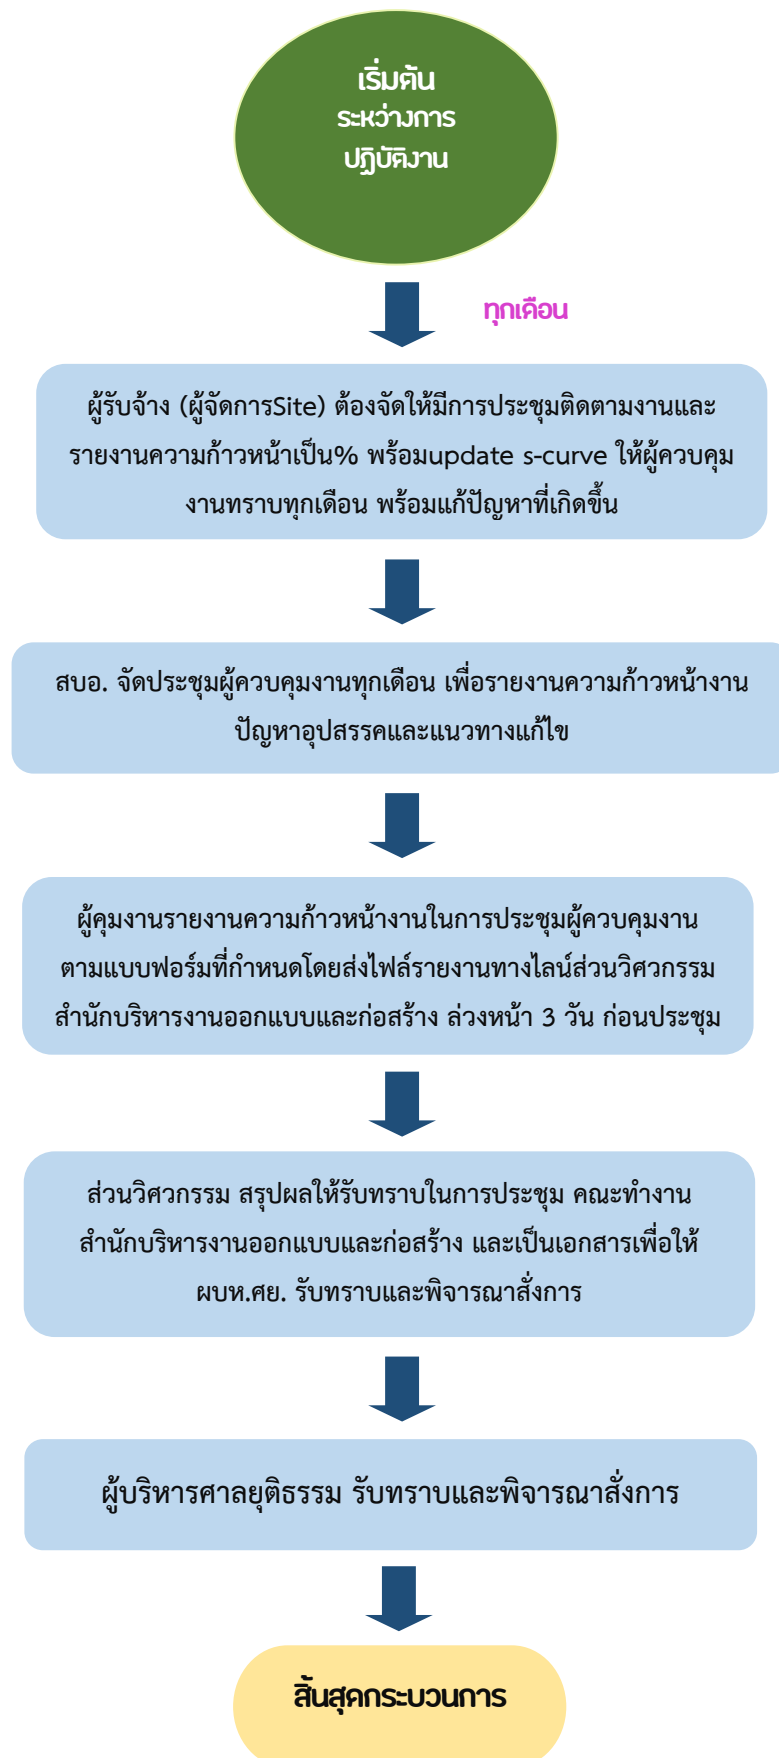 เริ่มต้น
ระหว่างการ
ปฏิบัติงาน
ทุกเดือน
ผู้รับจ้าง (ผู้จัดการSite) ต้องจัดให้มีการประชุมติดตามงานและ
รายงานความก้าวหน้าเป็น% พร้อมupdate s-curve ให้ผู้ควบคุม
งานทราบทุกเดือน พร้อมแก้ปัญหาที่เกิดขึ้น
สบอ. จัดประชุมผู้ควบคุมงานทุกเดือน เพื่อรายงานความก้าวหน้างาน
ปัญหาอุปสรรคและแนวทางแก้ไข
ผู้คุมงานรายงานความก้าวหน้างานในการประชุมผู้ควบคุมงาน
ตามแบบฟอร์มที่กำหนดโดยส่งไฟล์รายงานทางไลน์ส่วนวิศวกรรม
สำนักบริหารงานออกแบบและก่อสร้าง ล่วงหน้า 3 วัน ก่อนประชุม
ส่วนวิศวกรรม สรุปผลให้รับทราบในการประชุม คณะทำงาน
สำนักบริหารงานออกแบบและก่อสร้าง และเป็นเอกสารเพื่อให้
ผบห.ศย. รับทราบและพิจารณาสั่งการ
ผู้บริหารศาลยุติธรรม รับทราบและพิจารณาสั่งการ
สิ้นสุดกระบวนการ